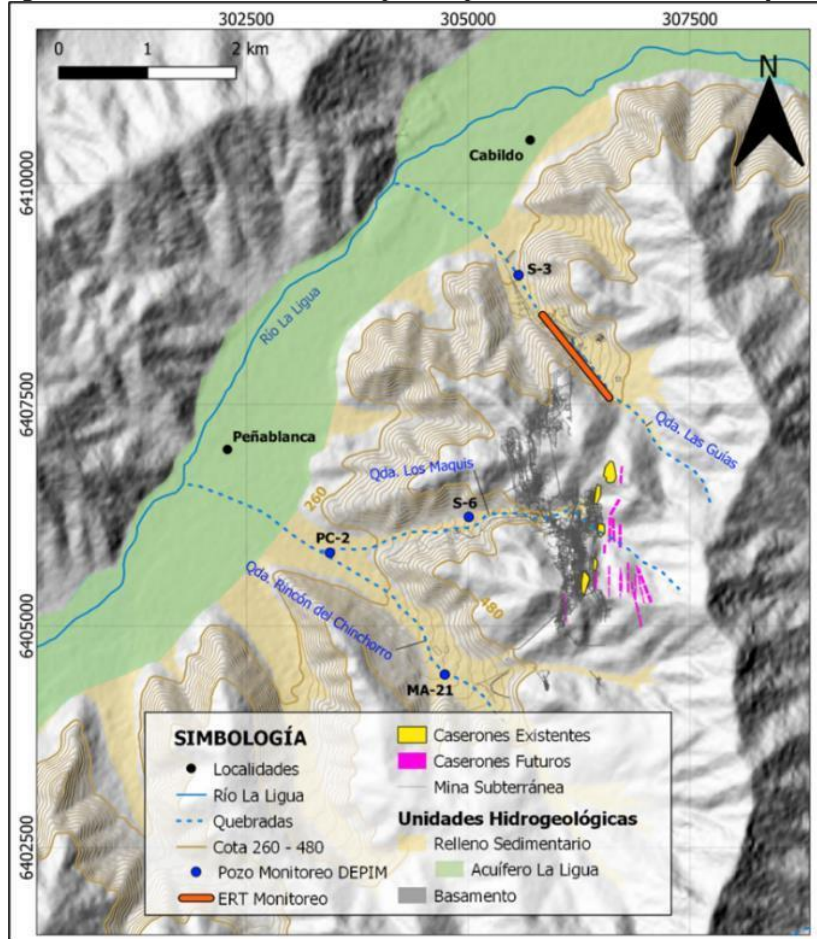 302500 305000 307500
0 1 2 km
N
Cabildo
6410000
S-3
Río La Ligua
6407500
Peñablanca
Qda. Las Guías
Qda. Los Maquis
260
S-6
PC-2
Qda. Rincón del Chinchorro
480
6405000
MA-21
SIMBOLOGÍA
Localidades
Río La Ligua
Quebradas
Cota 260 - 480
Pozo Monitoreo DEPIM
ERT Monitoreo
Caserones Existentes
Caserones Futuros
Mina Subterránea
Unidades Hidrogeológicas
Relleno Sedimentario
Acuífero La Ligua
Basamento
6402500